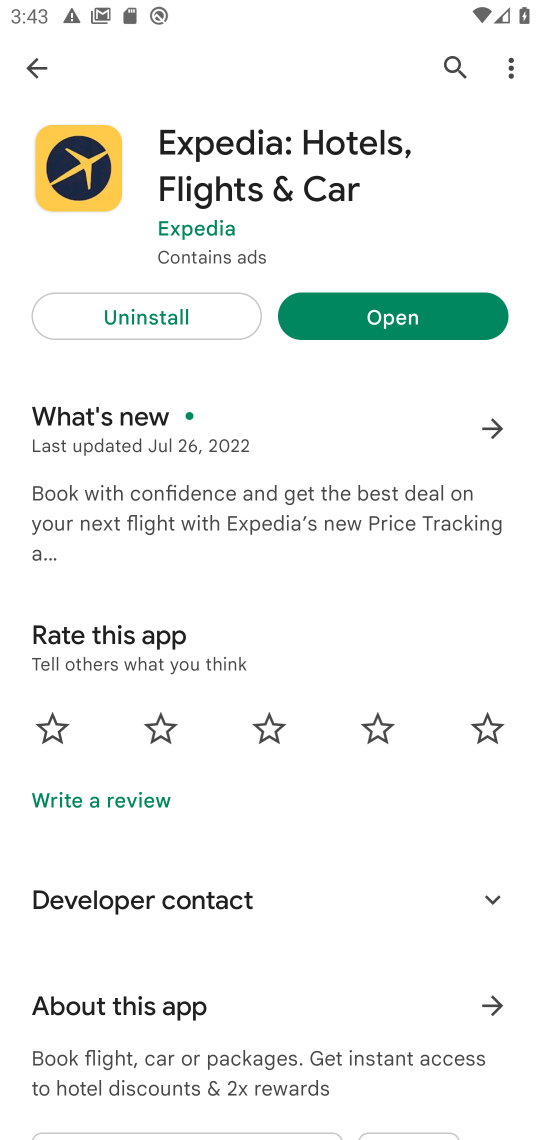 3:43
Expedia: Hotels,
Flights & Car
Expedia
Contains ads
Uninstall
Open
What's new
Last updated Jul 26, 2022
Book with confidence and get the best deal on
your next flight with Expedia’s new Price Tracking
a…
Rate this app
Tell others what you think
Write a review
Developer contact
About this app
Book flight, car or packages. Get instant access
to hotel discounts & 2x rewards